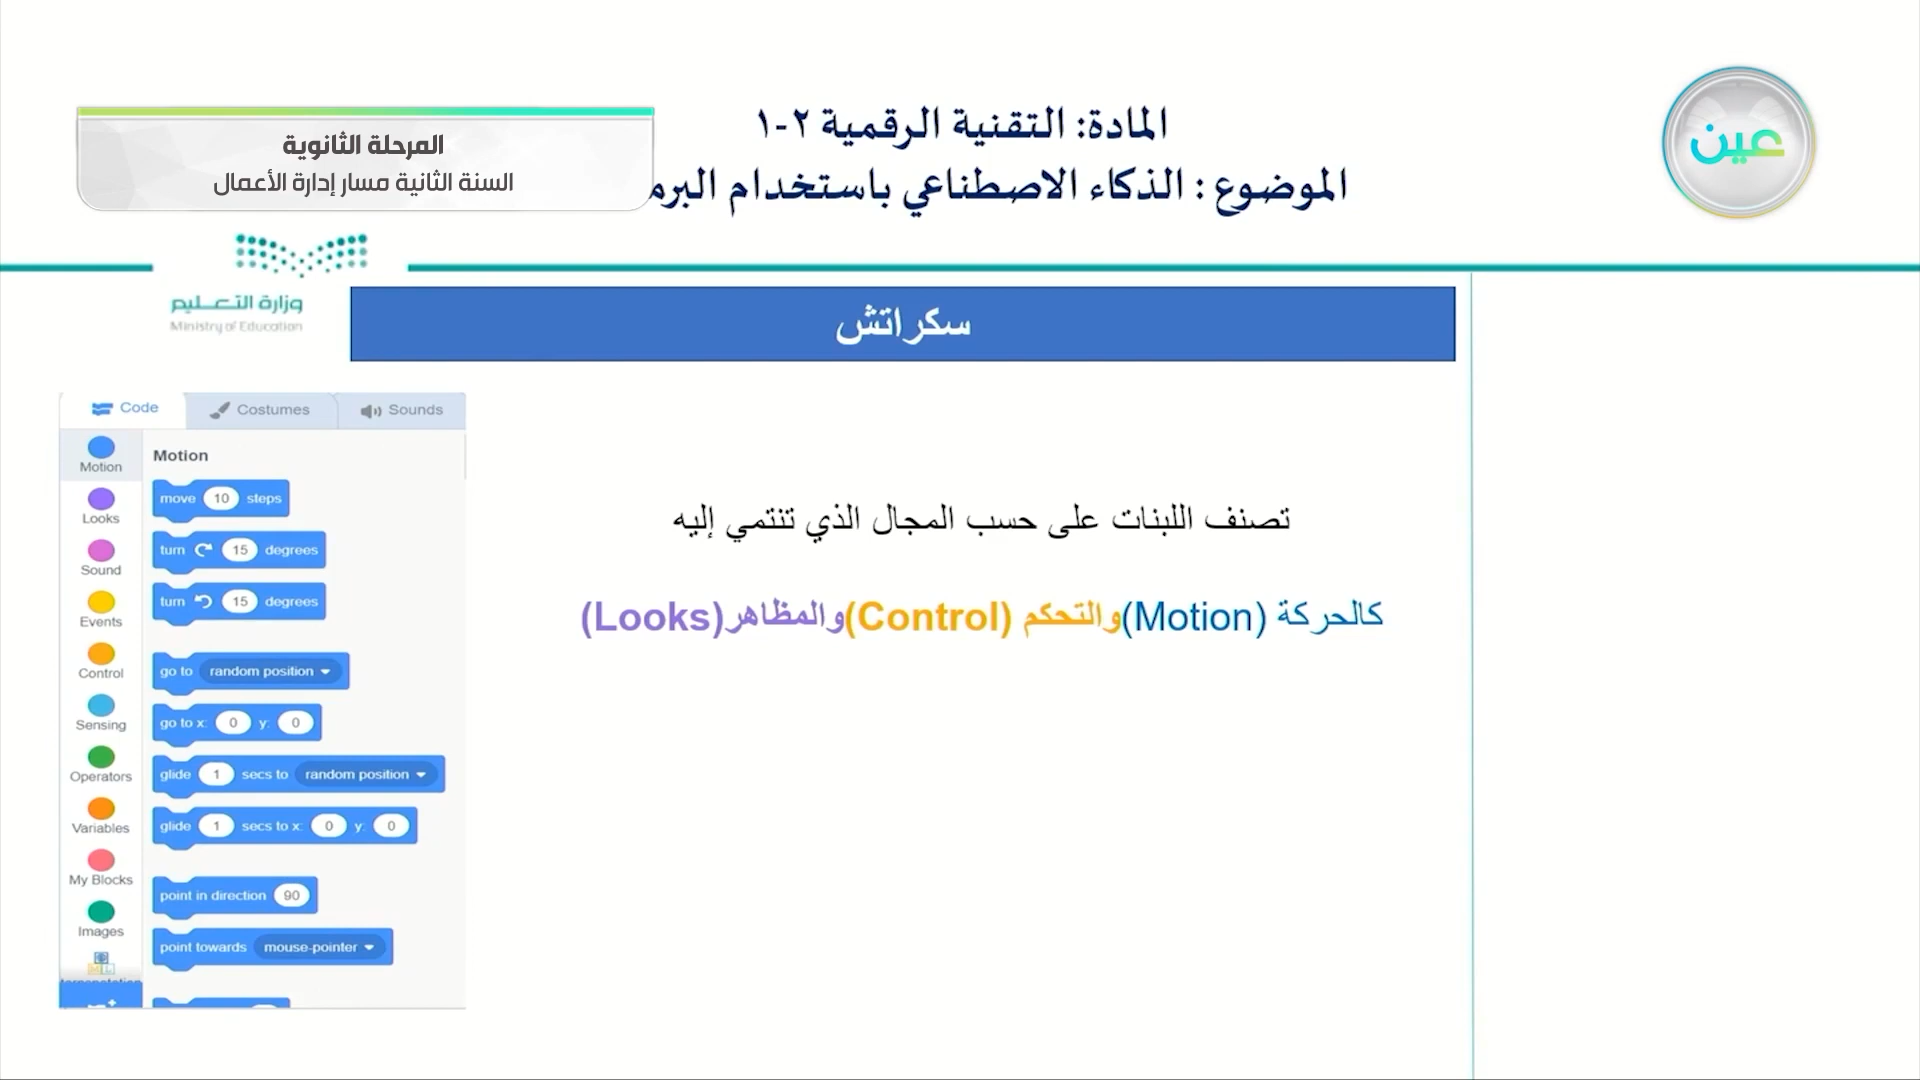 المادة: التقنية الرقمية ٢-١
الموضوع : الذكاء الاصطناعي باستخدام
المرحلة الثانوية
السنة الثانية مسار إدارة الأعمال
عين
وزارة التعليم
Ministry of Education
سكراتش
تصنف اللبنات على حسب المجال الذي تنتمي إليه
كالحركة (Motion)والتحكم (Control)والمظاهر(Looks)
Code
Costumes
Sounds
Motion
Looks
Sound
Events
Control
Sensing
Operators
Variables
My Blocks
Images
Motion
move 10 steps
turn 15 degrees
turn 15 degrees
go to random position
go to x: 0 y: 0
glide 1 secs to random position
glide 1 secs to x: 0 y: 0
point in direction 90
point towards mouse-pointer